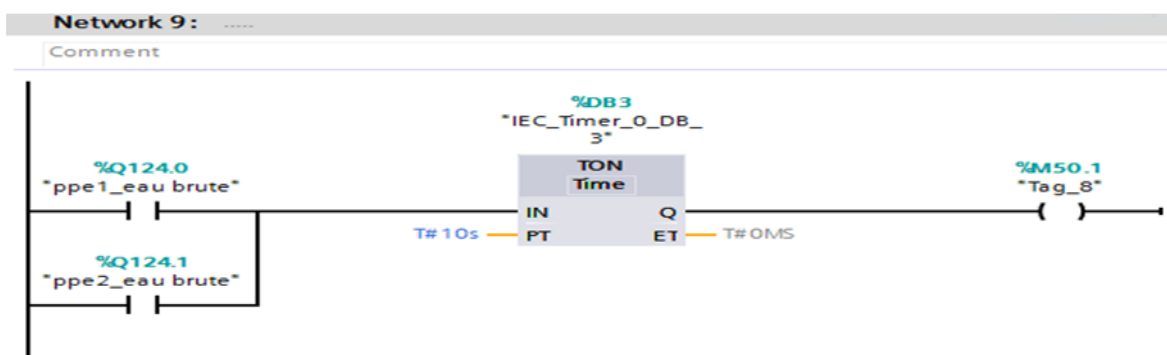 Network 9: .....
Comment
%DB3
"IEC_Timer_0_DB_
3"
%Q124.0
"ppe1_eau brute"
TON
Time
%M50.1
"Tag_8"
IN
Q
T#10s
PT
ET
T#0MS
%Q124.1
"ppe2_eau brute"